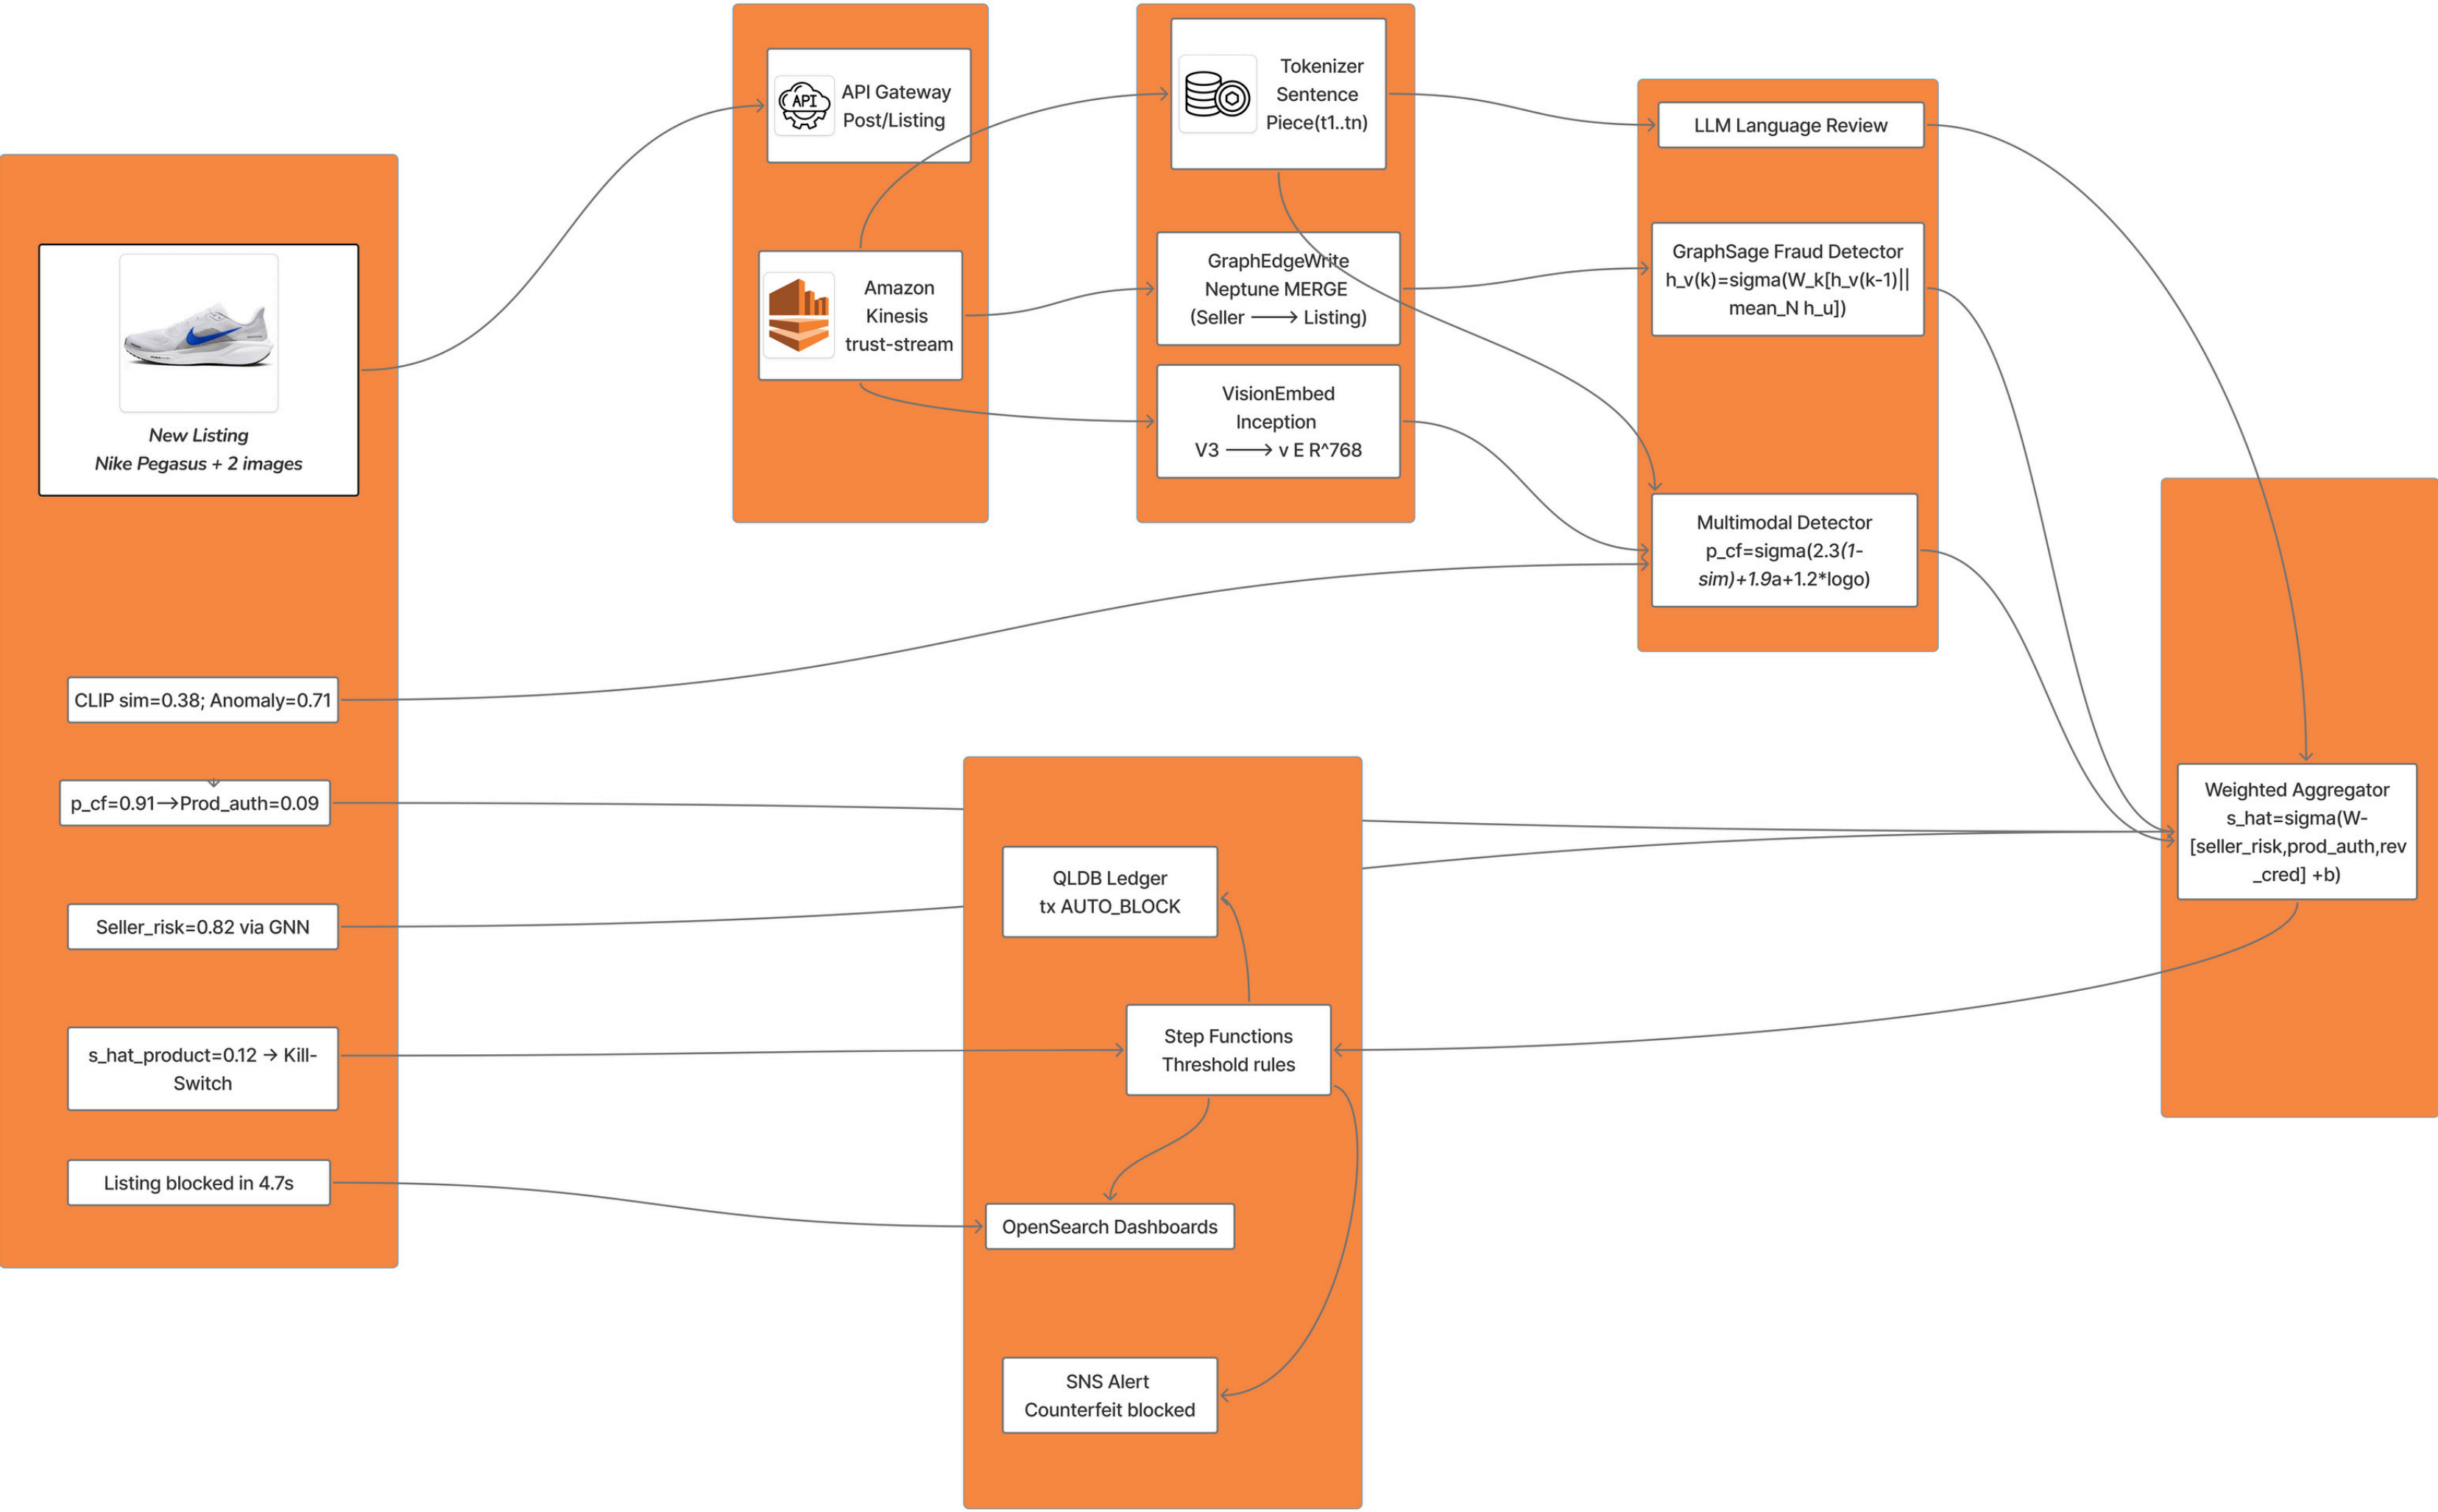 New Listing
Nike Pegasus + 2 images
CLIP sim=0.38; Anomaly=0.71
p_cf=0.91→Prod_auth=0.09
Seller_risk=0.82 via GNN
s_hat_product=0.12 → Kill-
Switch
Listing blocked in 4.7s
API
API Gateway
Post/Listing
Amazon
Kinesis
trust-stream
Tokenizer
Sentence
Piece(t1..tn)
GraphEdgeWrite
Neptune MERGE
(Seller ⟶ Listing)
VisionEmbed
Inception
V3 ⟶ v E R^768
LLM Language Review
GraphSage Fraud Detector
h_v(k)=sigma(W_k[h_v(k-1)||
mean_N h_u])
Multimodal Detector
p_cf=sigma(2.3(1-
sim)+1.9a+1.2*logo)
Weighted Aggregator
s_hat=sigma(W-
[seller_risk,prod_auth,rev
_cred] +b)
QLDB Ledger
tx AUTO_BLOCK
Step Functions
Threshold rules
OpenSearch Dashboards
SNS Alert
Counterfeit blocked